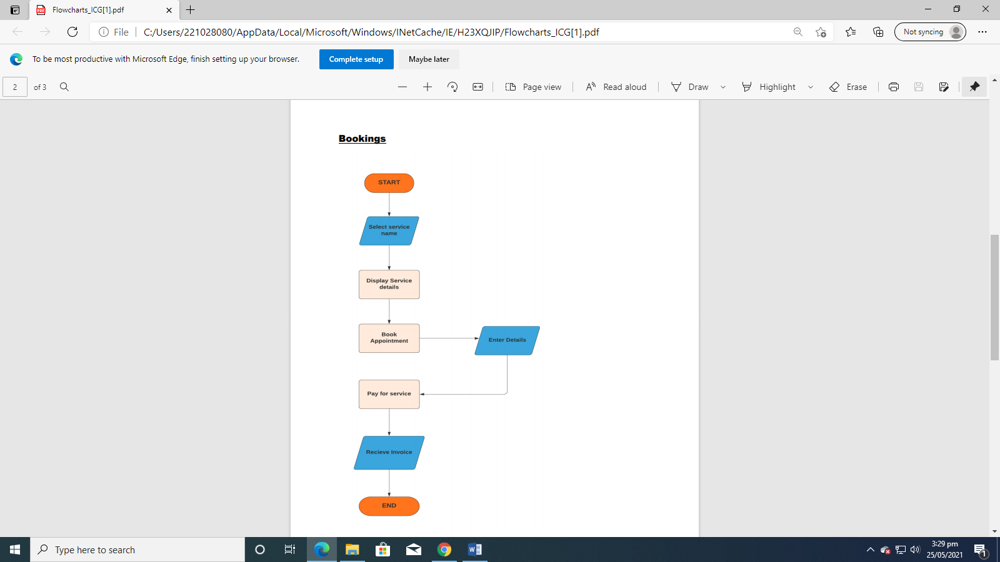 Flowcharts_ICG[1].pdf
File
C:/Users/221028080/AppData/Local/Microsoft/Windows/INetCache/IE/H23XQJIP/Flowcharts_ICG[1].pdf
Not syncing
To be most productive with Microsoft Edge, finish setting up your browser.
Complete setup
Maybe later
2 of 3
Page view
Read aloud
Draw
Highlight
Erase
Bookings
START
Select service
name
Display Service
details
Book
Appointment
Enter Details
Pay for service
Recieve Invoice
END
Type here to search
3:29 pm
25/05/2021
1